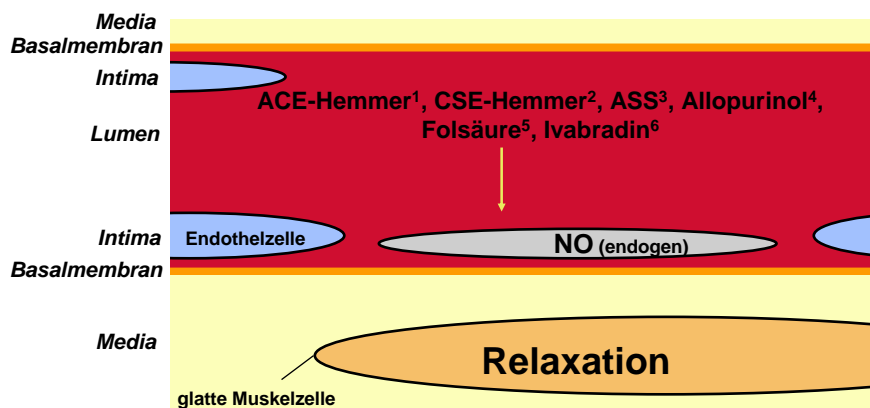 Media
Basalmembran
Intima
ACE-Hemmer¹, CSE-Hemmer², ASS³, Allopurinol⁴,
Folsäure⁵, Ivabradin⁶
Lumen
Intima
Endothelzelle
NO (endogen)
Basalmembran
Media
Relaxation
glatte Muskelzelle